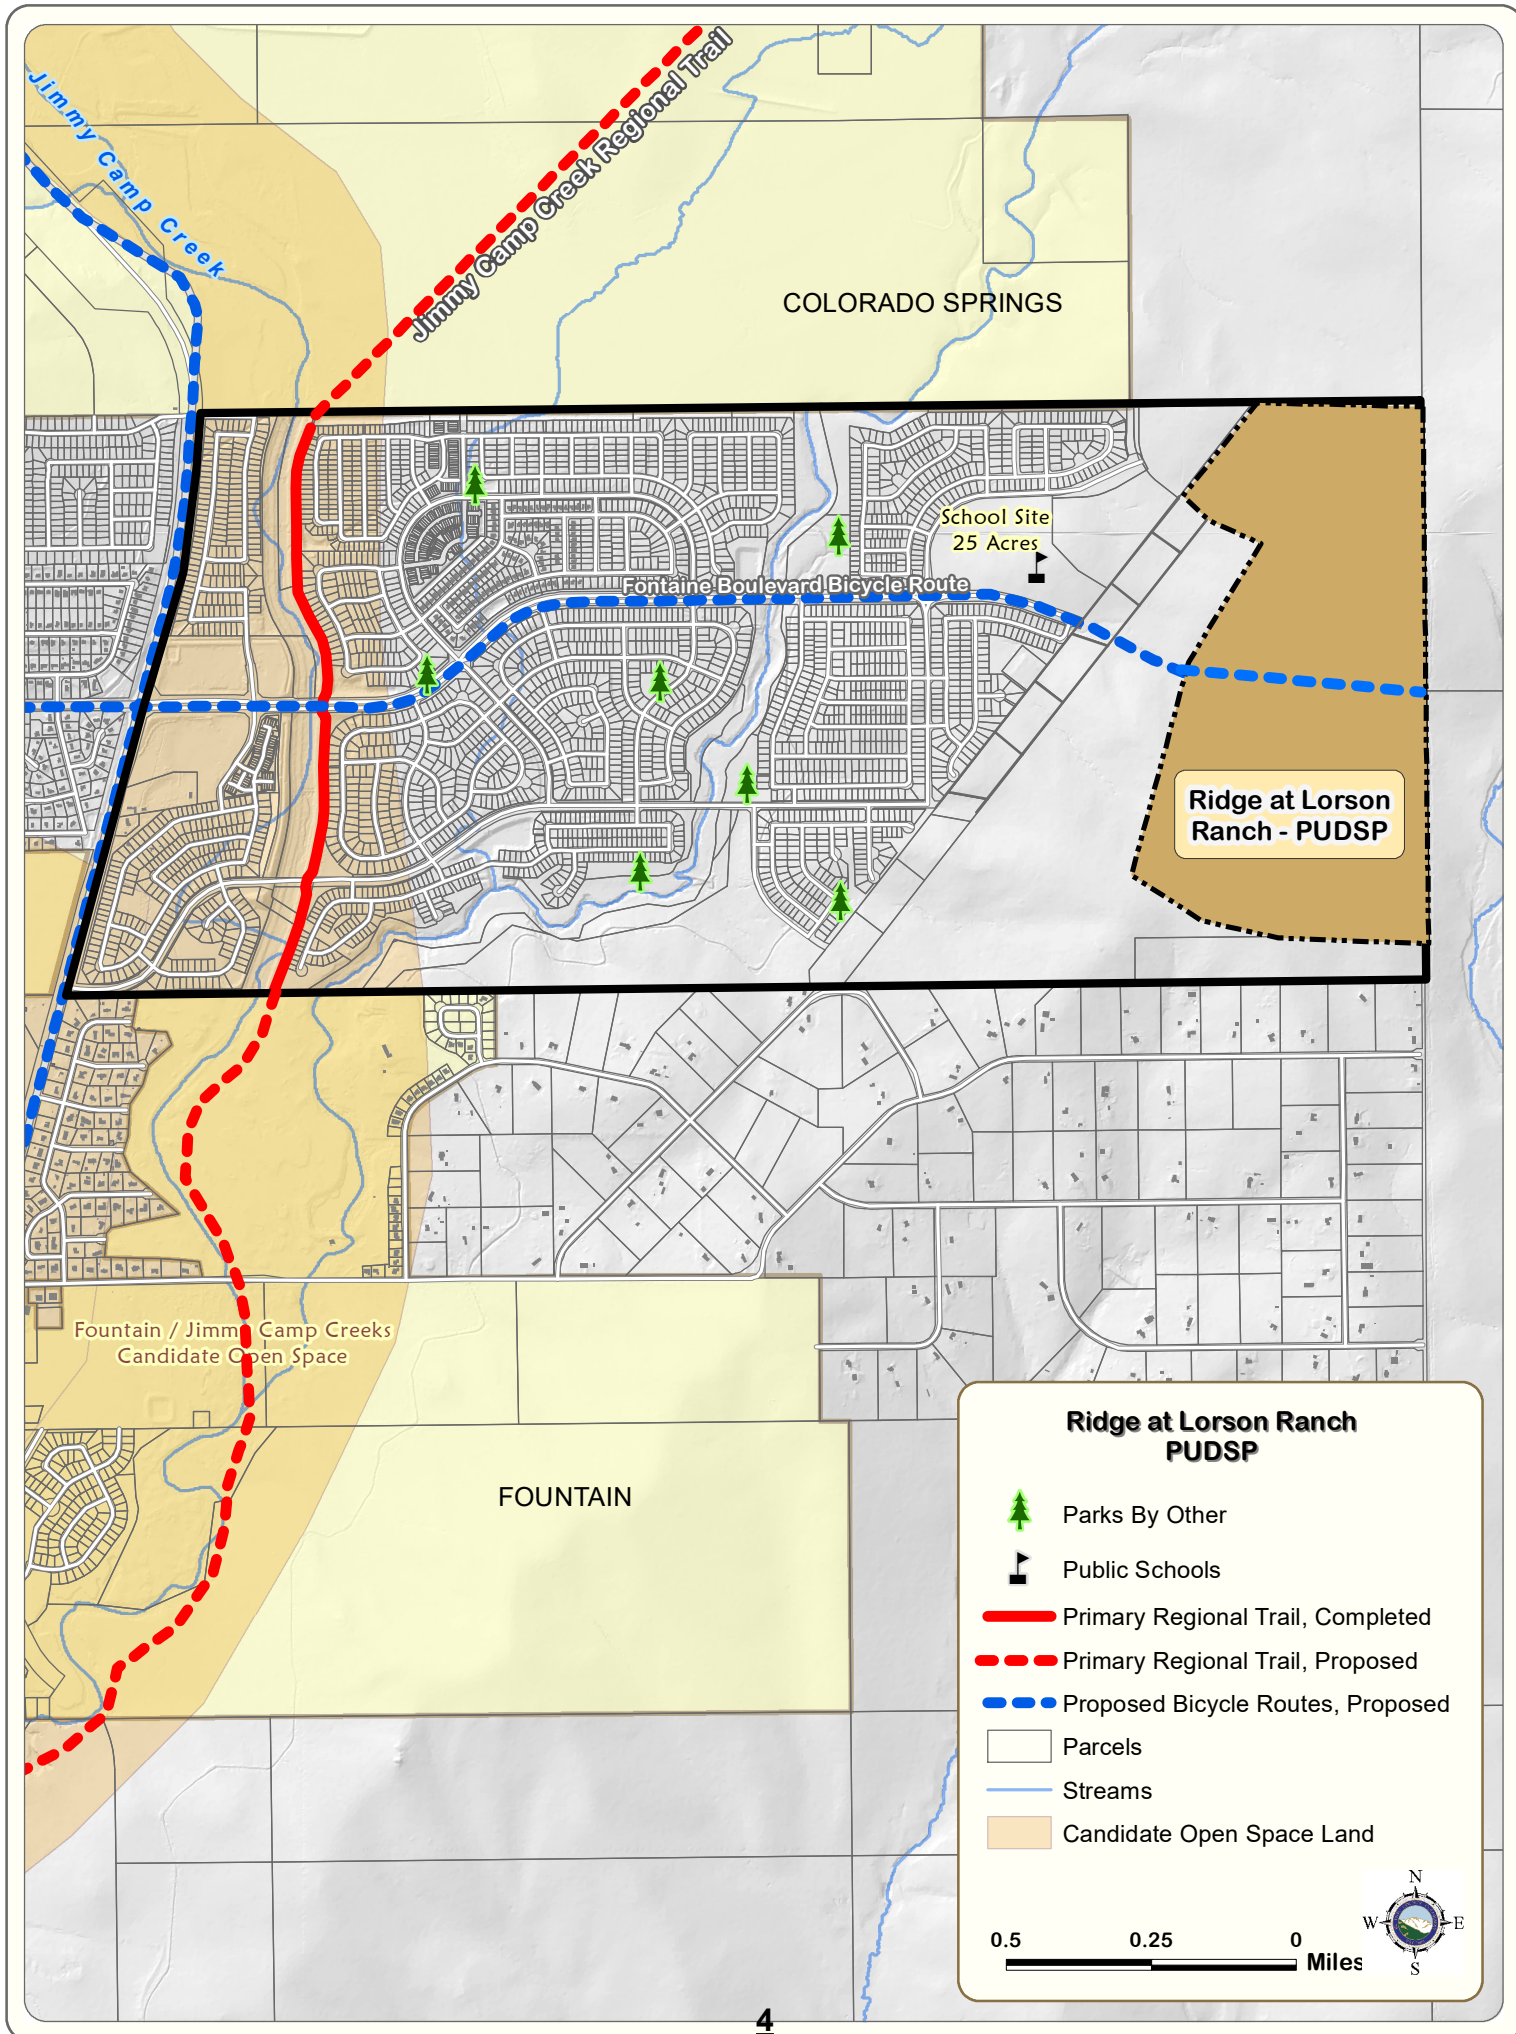 Jimmy Camp Creek
Jimmy Camp Creek Regional Trail
COLORADO SPRINGS
School Site
25 Acres
Fontaine Boulevard Bicycle Route
Ridge at Lorson
Ranch - PUDSP
Fountain / Jimmy Camp Creeks
Candidate Open Space
FOUNTAIN
Ridge at Lorson Ranch
PUDSP
Parks By Other
Public Schools
Primary Regional Trail, Completed
Primary Regional Trail, Proposed
Proposed Bicycle Routes, Proposed
Parcels
Streams
Candidate Open Space Land
N
W E
S
0.5 0.25 0
Miles
4